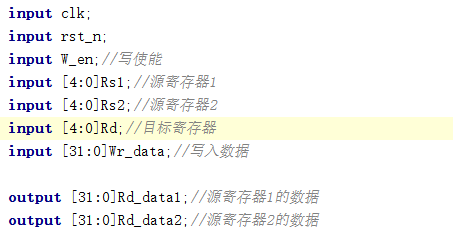 input clk;
input rst_n;
input W_en;//写使能
input [4:0]Rs1;//源寄存器1
input [4:0]Rs2;//源寄存器2
input [4:0]Rd;//目标寄存器
input [31:0]Wr_data;//写入数据
output [31:0]Rd_data1;//源寄存器1的数据
output [31:0]Rd_data2;//源寄存器2的数据